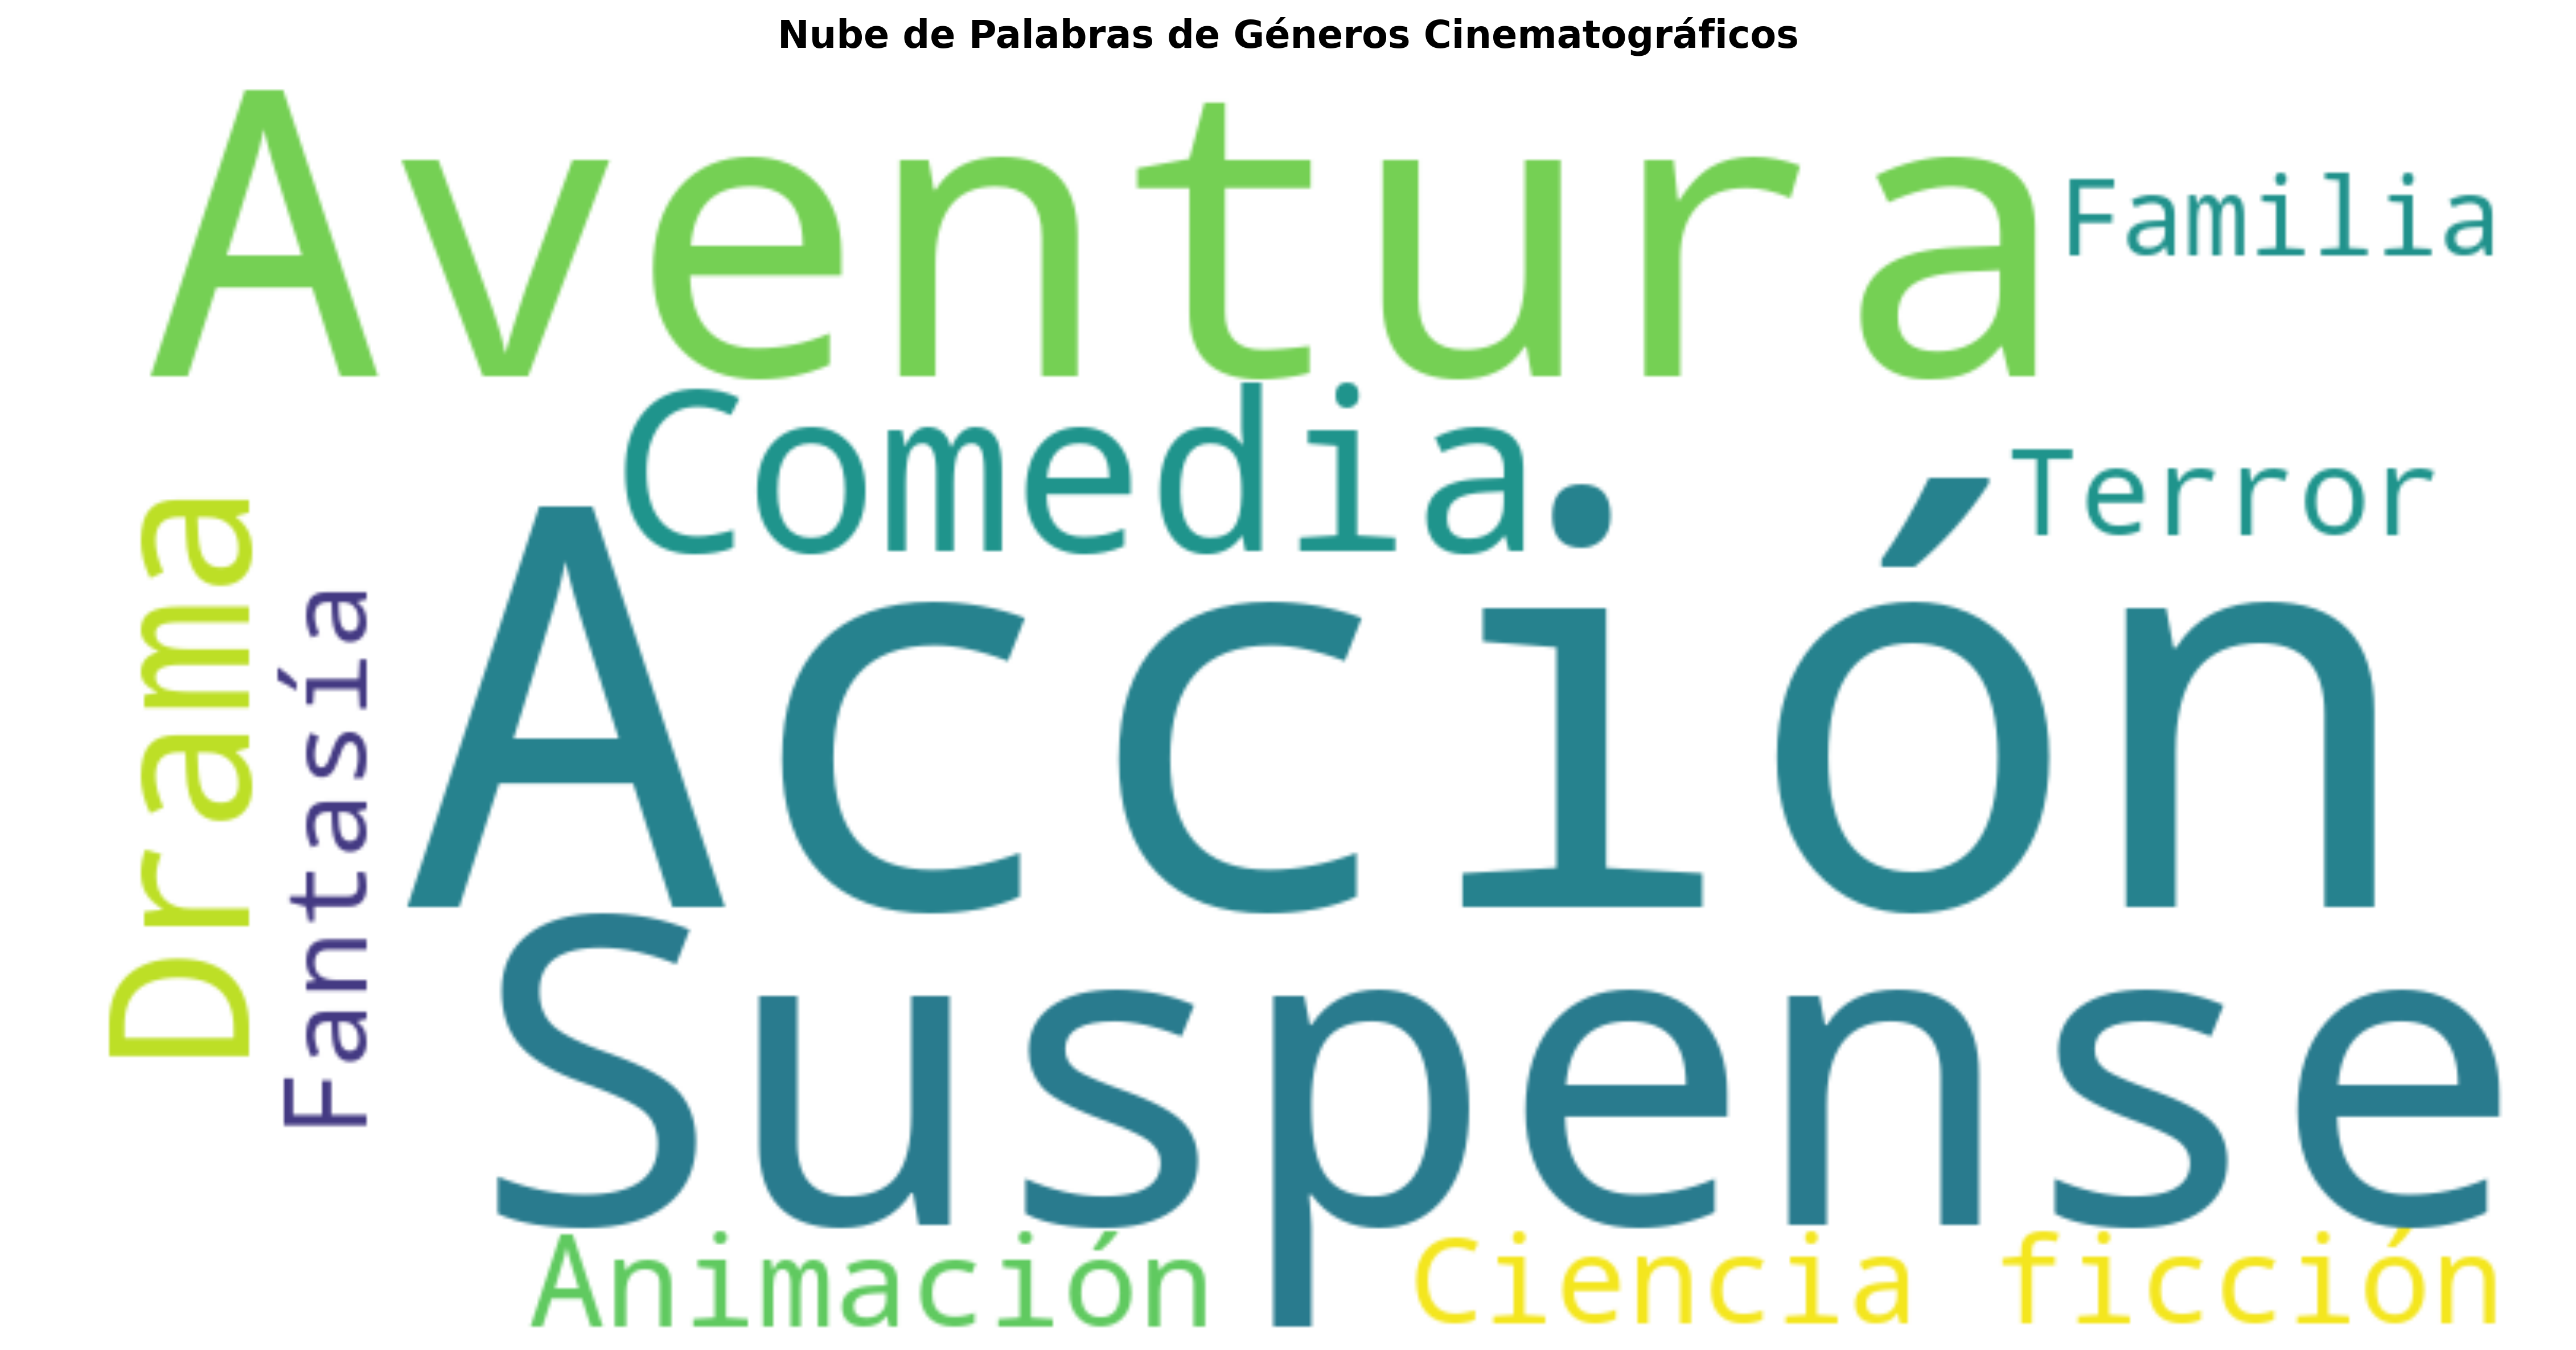 Nube de Palabras de Géneros Cinematográficos
Aventura
Familia
Comedia
Terror
Drama
Fantasía
Acción
Suspense
Animación
Ciencia ficción